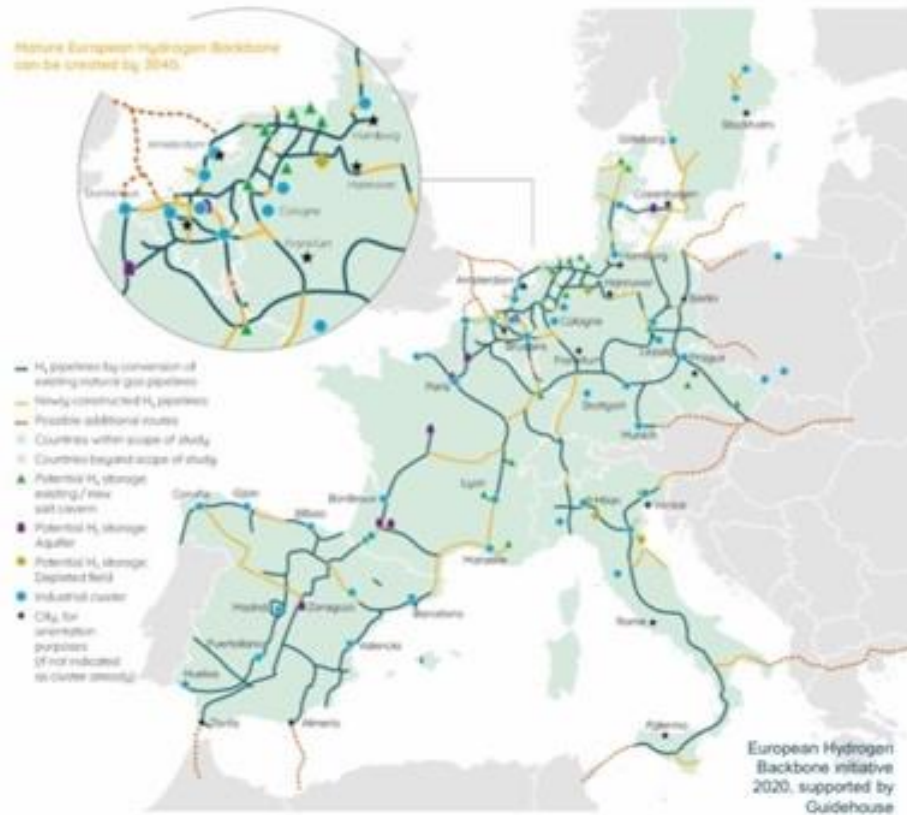 Mature European Hydrogen Backbone
can be created by 2040.
Amsterdam
Hamburg
Hannover
Cologne
Frankfurt
H₂ pipelines by conversion of
existing natural gas pipelines
Newly constructed H₂ pipelines
Possible additional routes
Countries within scope of study
Countries beyond scope of study
Potential H₂ storage:
existing / new
salt cavern
Potential H₂ storage:
Aquifer
Potential H₂ storage:
Depleted field
Industrial cluster
City, for
orientation
purposes
(if not indicated
as cluster already)
Stockholm
Göteborg
Copenhagen
Hamburg
Amsterdam
Hannover
Berlin
Cologne
Leipzig
Frankfurt
Prague
Paris
Stuttgart
Munich
Lyon
Milan
Bordeaux
Marseille
Coruña
Gijon
Bilbao
Madrid
Zaragoza
Barcelona
Rome
Puertollano
Valencia
Huelva
Almeria
Palermo
European Hydrogen
Backbone initiative
2020, supported by
Guidehouse